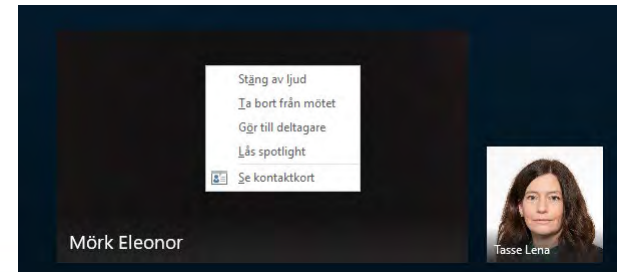 Stäng av ljud
Ta bort från mötet
Gör till deltagare
Lås spotlight
Se kontaktkort
Mörk Eleonor
Tasse Lena